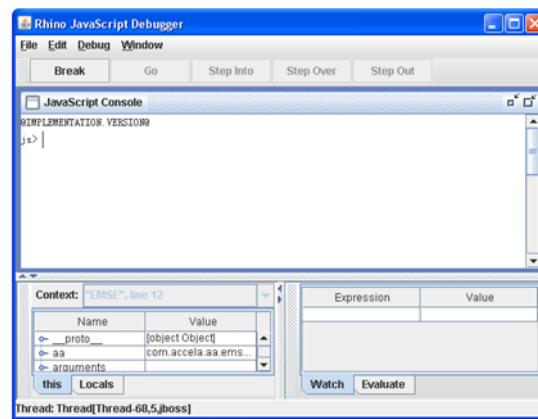 Rhino JavaScript Debugger
File Edit Debug Window
Break Go Step Into Step Over Step Out
JavaScript Console
@IMPLEMENTATION.VERSION@
js>
Context: "EMSE", line 12
Name Value
__proto__ [object Object]
aa com.accela.aa.ems...
arguments
this Locals
Expression Value
Watch Evaluate
Thread: Thread[Thread-68,5,jboss]